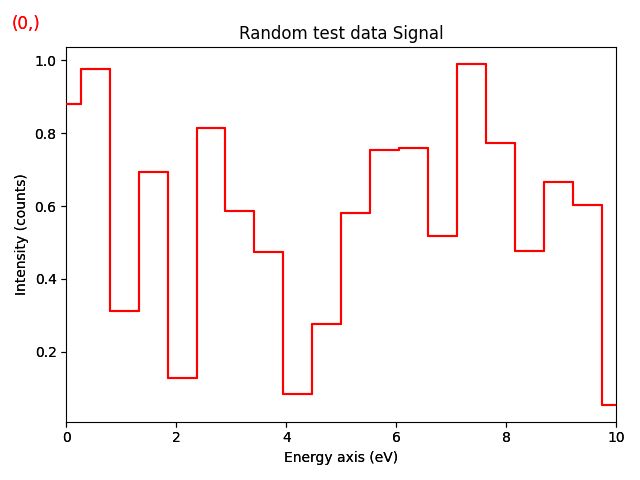 (0,)
Random test data Signal
1.0
0.8
0.6
0.4
0.2
Intensity (counts)
0 2 4 6 8 10
Energy axis (eV)